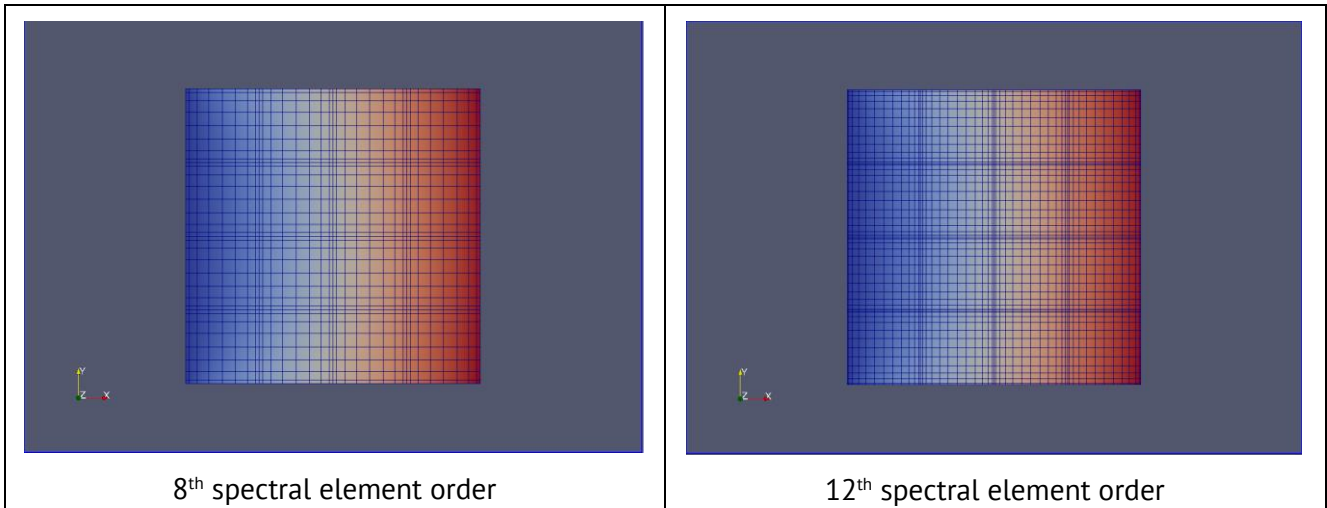 Y
Z X
8th spectral element order
Y
Z X
12th spectral element order